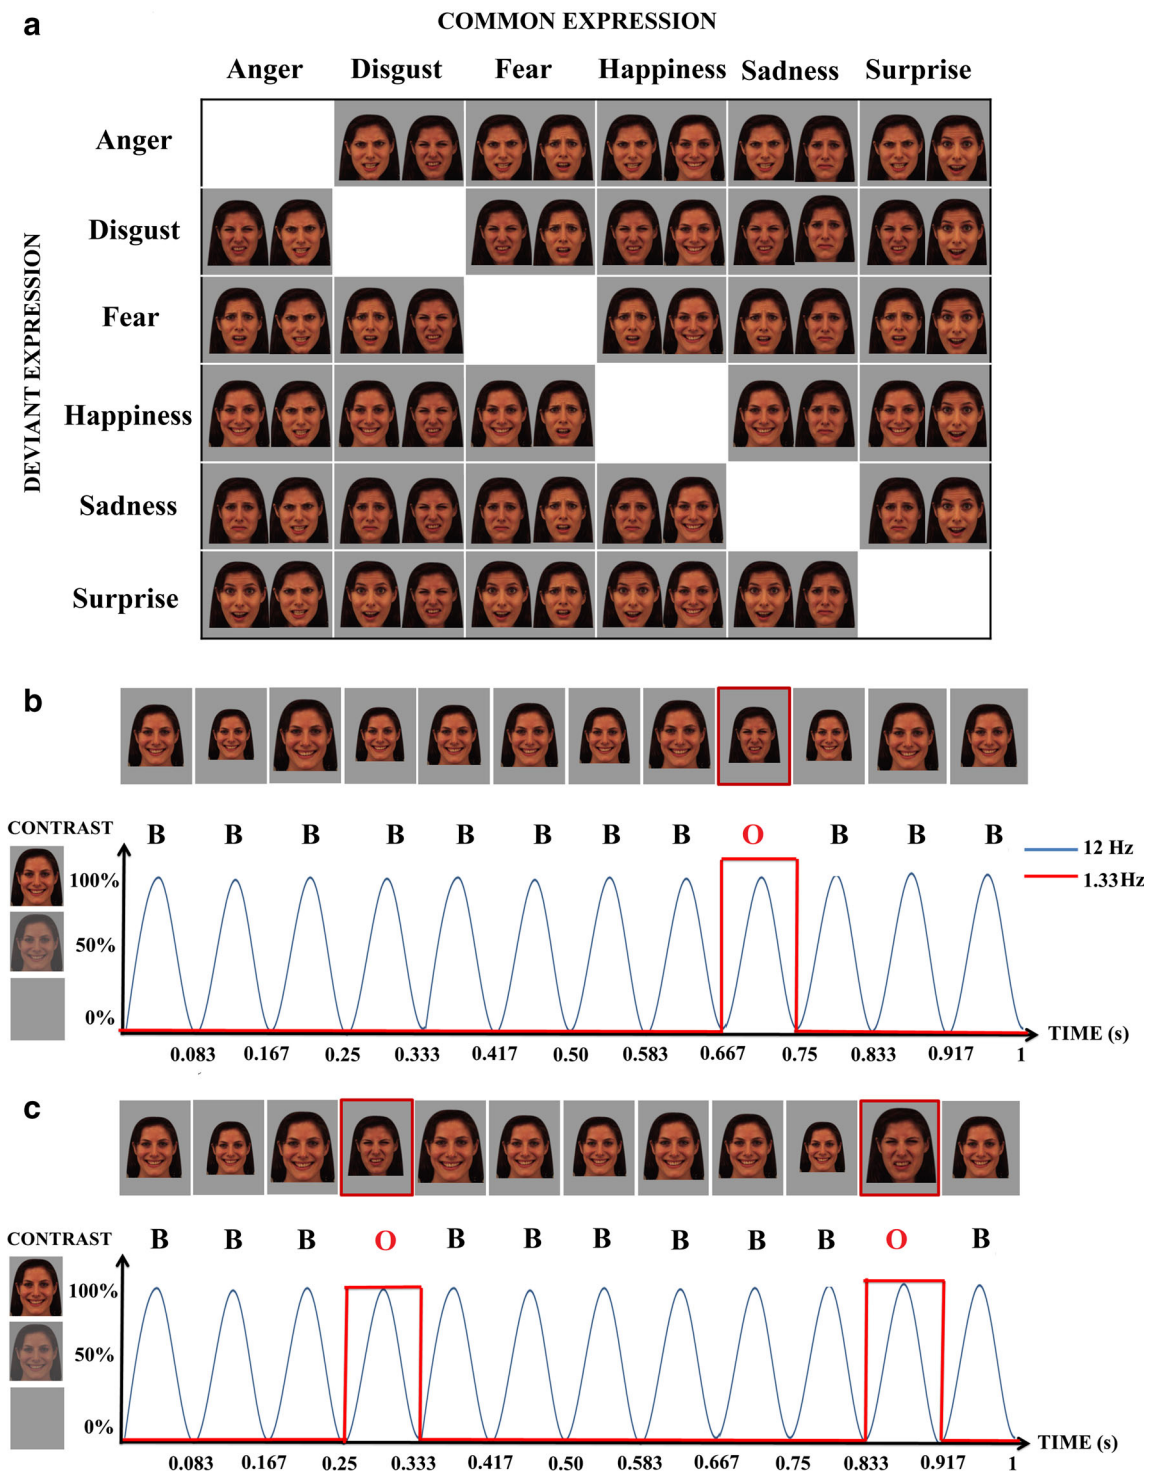 a
COMMON EXPRESSION
Anger Disgust Fear Happiness Sadness Surprise
DEVIANT EXPRESSION
Anger
Disgust
Fear
Happiness
Sadness
Surprise
b
CONTRAST B B B B B B B B O B B B
12 Hz
1.33Hz
100%
50%
0%
TIME (s)
0.083 0.167 0.25 0.333 0.417 0.50 0.583 0.667 0.75 0.833 0.917 1
c
CONTRAST B B B O B B B B B B O B
100%
50%
0%
TIME (s)
0.083 0.167 0.25 0.333 0.417 0.50 0.583 0.667 0.75 0.833 0.917 1